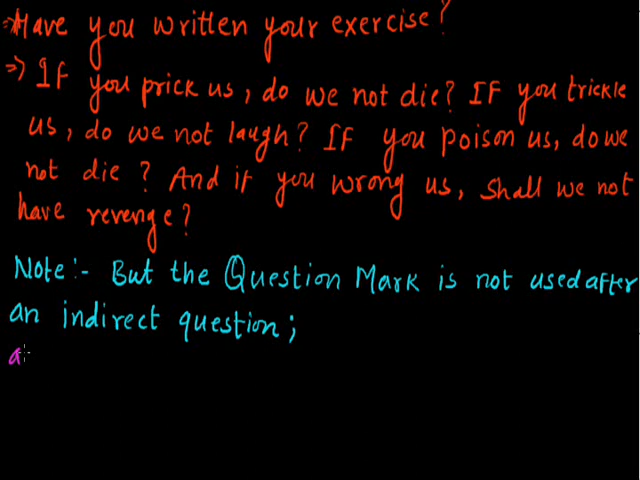 ⇒ Have you written your exercise?
⇒ If you prick us, do we not die? If you trickle
us, do we not laugh? If you poison us, do we
not die? And if you wrong us, shall we not
have revenge?
Note:- But the Question Mark is not used after
an indirect question;
a